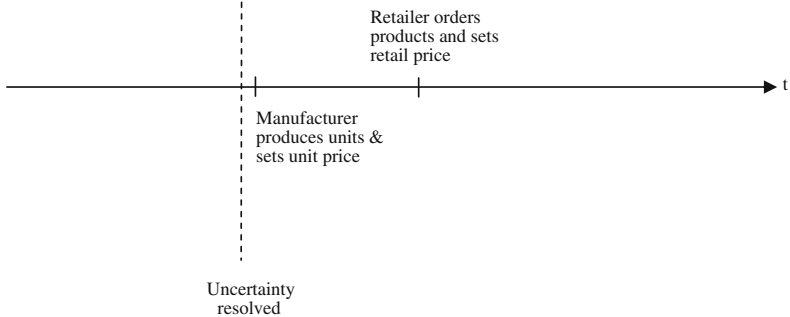 Retailer orders
products and sets
retail price
t
Manufacturer
produces units &
sets unit price
Uncertainty
resolved